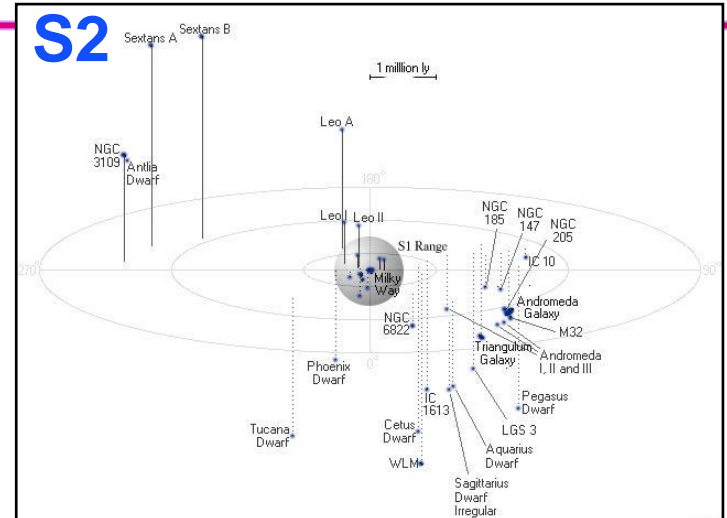 S2
Sextans A
Sextans B
1 milllion ly
Leo A
NGC
3109
Antlia
Dwarf
180°
Leo I
Leo II
NGC
185
NGC
147
NGC
205
S1 Range
IC 10
270°
90°
Milky
Way
Andromeda
Galaxy
NGC
6822
M32
Triangulum
Galaxy
Andromeda
I, II and III
0°
Phoenix
Dwarf
IC
1613
Pegasus
Dwarf
LGS 3
Tucana
Dwarf
Cetus
Dwarf
Aquarius
Dwarf
WLM
Sagittarius
Dwarf
Irregular